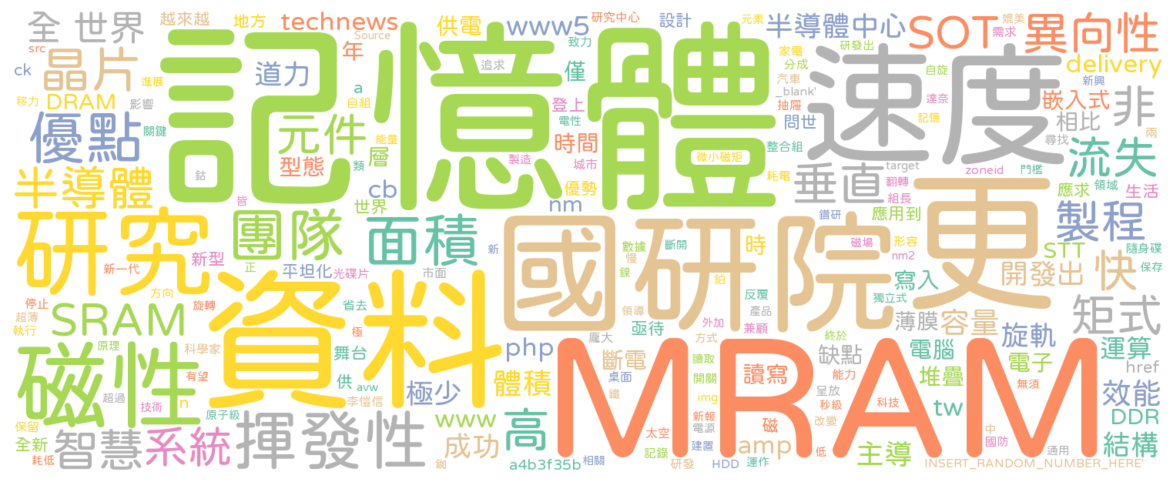 全 世界
越來越
地方
technews
供電
www5
研究中心
設計
半導體中心
SOT
異向性
元素
媲美
需求
src
ck
晶片
進展
年
Source
致力
僅
研發出
家電
分成
汽車
_blank'
抽屜
自旋
新興
delivery
移力
DRAM
影響
道力
記憶體
追求
a
自組
速度
達奈
嵌入式
非
優點
關鍵
元件
型態
類
層
能量
電性
登上
時間
製造
城市
微小磁矩
整合組
問世
記憶
相比
兩
尋找
流失
半導體
鈷
皆
cb
世界
優勢
nm
耗電
垂直
target
翻轉
組長
zoneid
門檻
應求
領域
生活
研究
團隊
面積
國研院
更
應用到
製程
新一代
新型
正
平坦化
光碟片
市面
新
慢
鎳
數據
斷開
時
鐠研
磁場
形容
nm2
STT
隨身碟
寫入
開發出
快
保存
停止
超薄
執行
方向
旋轉
資料
省去
極
領導
外加
鉑
反覆
產品
獨立式
SRAM
原理
科學家
舞台
龐大
亟待
方式
兼顧
終於
薄膜
容量
旋軌
矩式
磁性
有望
超過
技術
n
原子級
供
avw
李愷信
極少
php
體積
斷電
鐵
桌面
讀取
開關
img
MRAM
讀寫
缺點
能力
呈放
秒級
科技
改變
電腦
堆疊
電子
無須
運算
href
效能
保留
全新
耗低
智慧
系統
揮發性
銣
www
成功
高
a4b3f35b
相關
記錄
研發
太空
建置
HDD
新報
電源
磁
amp
運作
低
主導
tw
中
國防
通用
DDR
結構
INSERT_RANDOM_NUMBER_HERE'